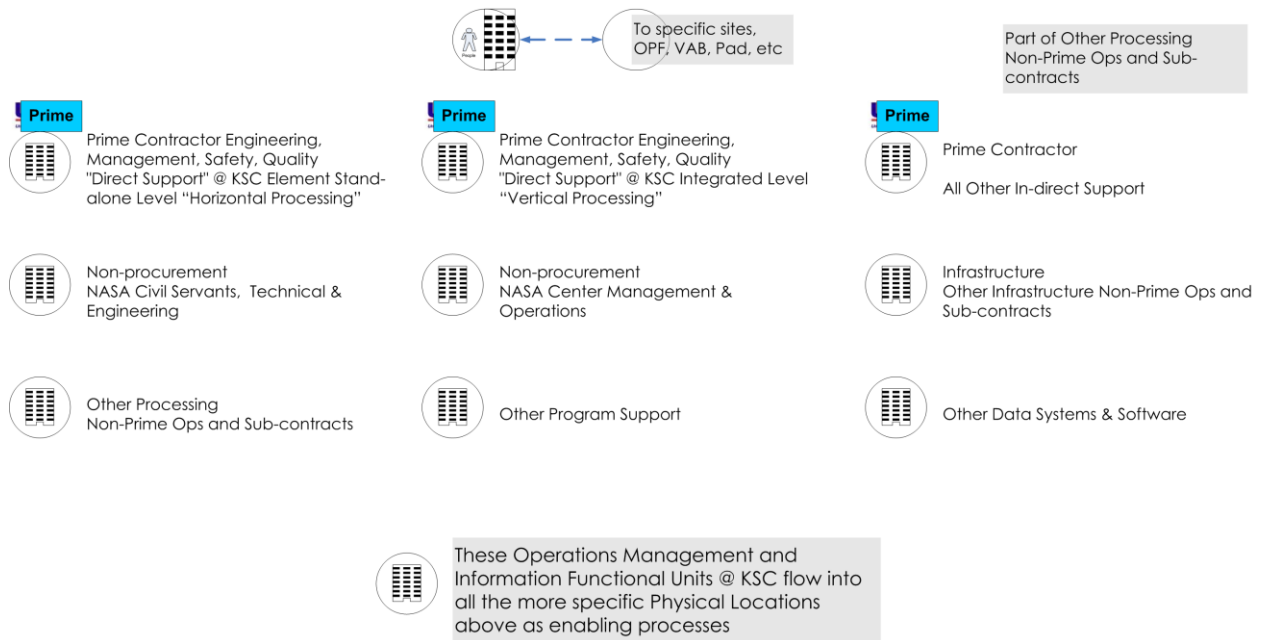 People
To specific sites,
OPF, VAB, Pad, etc
Part of Other Processing
Non-Prime Ops and Sub-
contracts
Prime
Prime Contractor Engineering,
Management, Safety, Quality
"Direct Support" @ KSC Element Stand-
alone Level “Horizontal Processing”
Prime
Prime Contractor Engineering,
Management, Safety, Quality
"Direct Support" @ KSC Integrated Level
“Vertical Processing”
Prime
Prime Contractor
All Other In-direct Support
Non-procurement
NASA Civil Servants, Technical &
Engineering
Non-procurement
NASA Center Management &
Operations
Infrastructure
Other Infrastructure Non-Prime Ops and
Sub-contracts
Other Processing
Non-Prime Ops and Sub-contracts
Other Program Support
Other Data Systems & Software
These Operations Management and
Information Functional Units @ KSC flow into
all the more specific Physical Locations
above as enabling processes